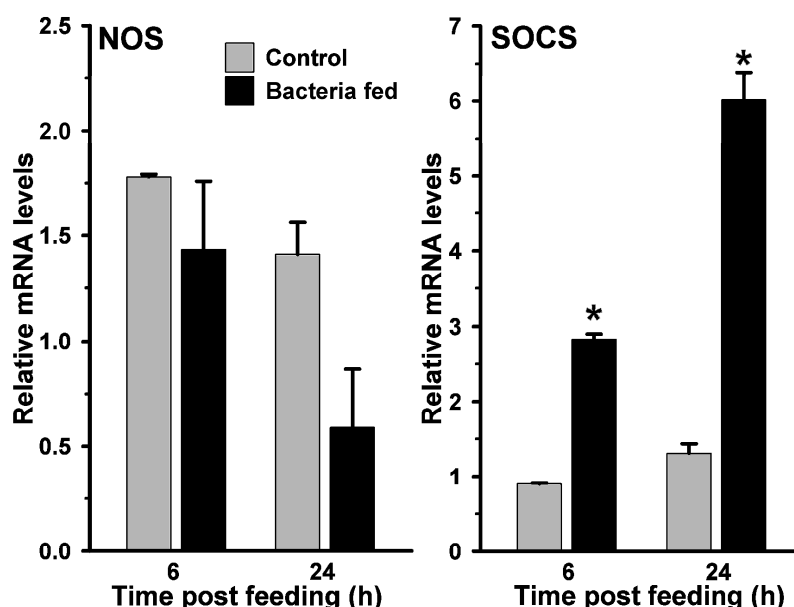 NOS
Control
Bacteria fed
Relative mRNA levels
2.5
2.0
1.5
1.0
0.5
0.0
6
24
Time post feeding (h)
SOCS
Relative mRNA levels
7
6
5
4
3
2
1
0
*
*
6
24
Time post feeding (h)